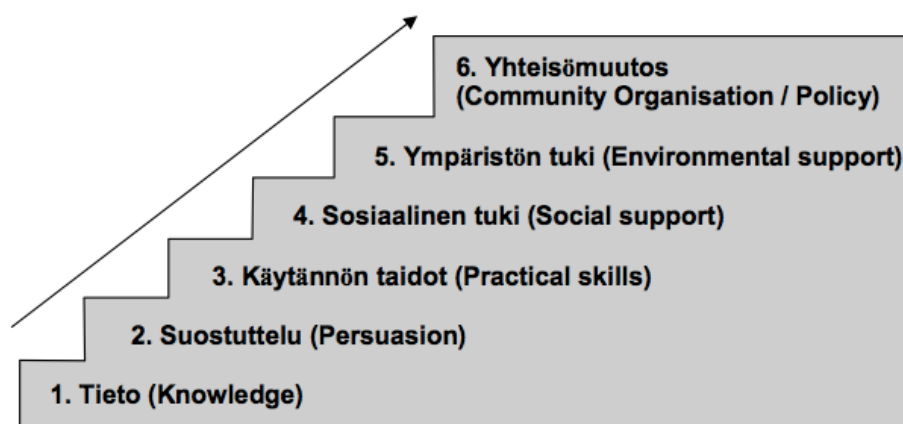 6. Yhteisömuutos
(Community Organisation / Policy)
5. Ympäristön tuki (Environmental support)
4. Sosiaalinen tuki (Social support)
3. Käytännön taidot (Practical skills)
2. Suostuttelu (Persuasion)
1. Tieto (Knowledge)